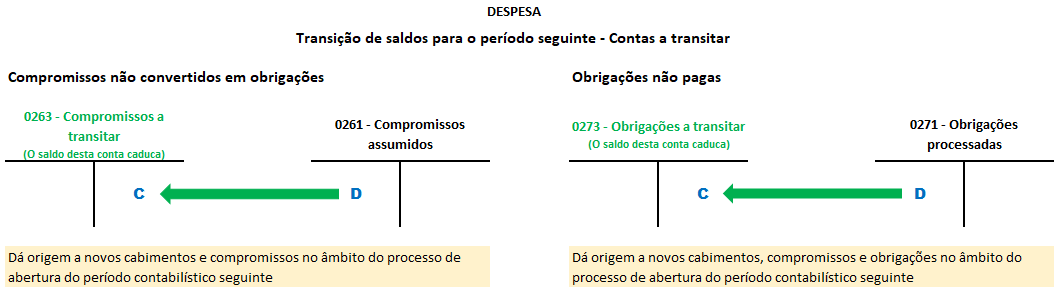 DESPESA
Transição de saldos para o período seguinte - Contas a transitar
Compromissos não convertidos em obrigações
0263 - Compromissos a
transitar
(O saldo desta conta caduca)
0261 - Compromissos
assumidos
C
D
Dá origem a novos cabimentos e compromissos no âmbito do processo de
abertura do período contabilístico seguinte
Obrigações não pagas
0273 - Obrigações a transitar
(O saldo desta conta caduca)
0271 - Obrigações
processadas
C
D
Dá origem a novos cabimentos, compromissos e obrigações no âmbito do
processo de abertura do período contabilístico seguinte